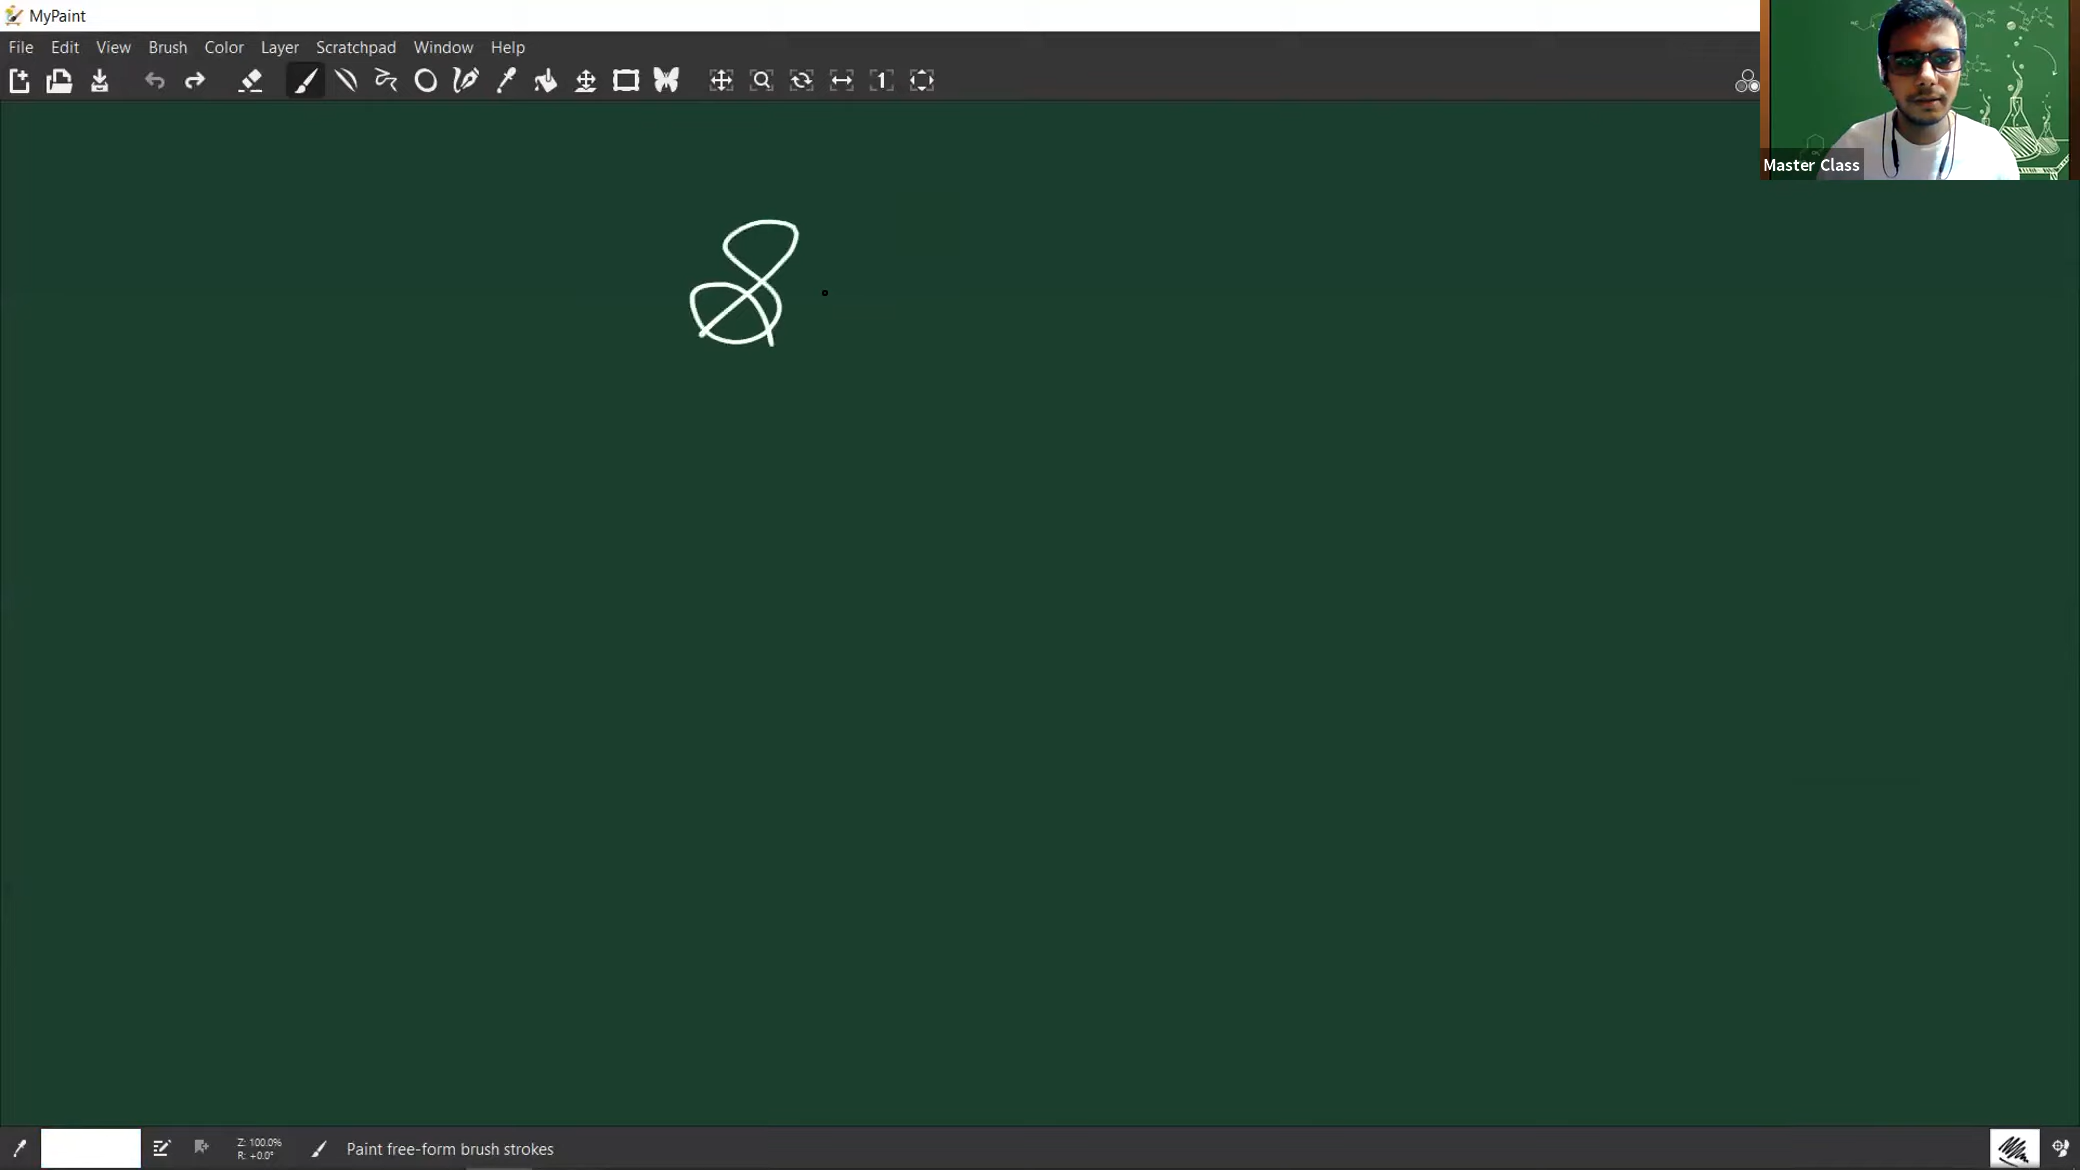 MyPaint
File Edit View Brush Color Layer Scratchpad Window Help
1
Master Class
Z: 100.0%
R: +0.0°
Paint free-form brush strokes